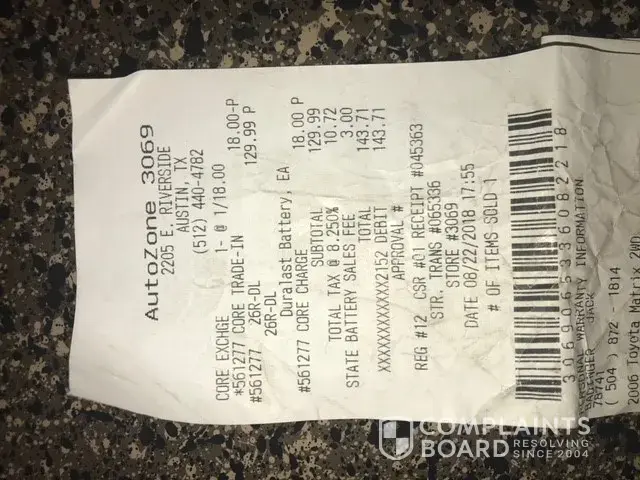 AutoZone 3069
2205 E. RIVERSIDE
AUSTIN, TX
(512) 440-4782
CORE EXCHGE 1- @ 1/18.00 18.00-P
*561277 CORE TRADE-IN
#561277 26R-DL 129.99 P
26R-DL
Duralast Battery, EA
#561277 CORE CHARGE 18.00 P
SUBTOTAL 129.99
TOTAL TAX @ 8.250% 10.72
STATE BATTERY SALES FEE 3.00
TOTAL 143.71
XXXXXXXXXXXX2152 DEBIT 143.71
APPROVAL #
REG #12 CSR #01 RECEIPT #045363
STR. TRANS #065336
STORE #3069
DATE 08/22/2018 17:55
# OF ITEMS SOLD 1
WARRANTY INFORMATION
JACK
78741
(504) 872-1814
2006 Toyota Matrix 2WD
COMPLAINTS
BOARD RESOLVING
SINCE 2004